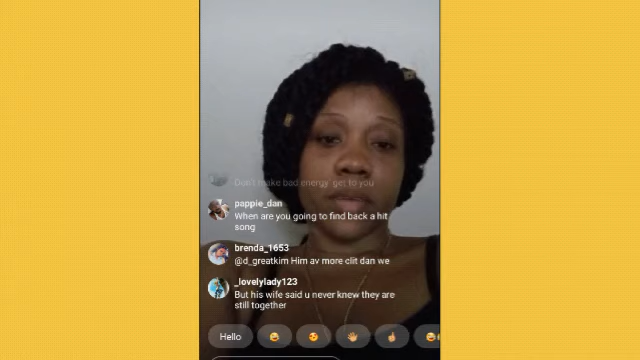 Don't make bad energy get to you
pappie_dan
When are you going to find back a hit
song
brenda_1653
@d_greatkim Him av more clit dan we
_lovelylady123
But his wife said u never knew they are
still together
Hello